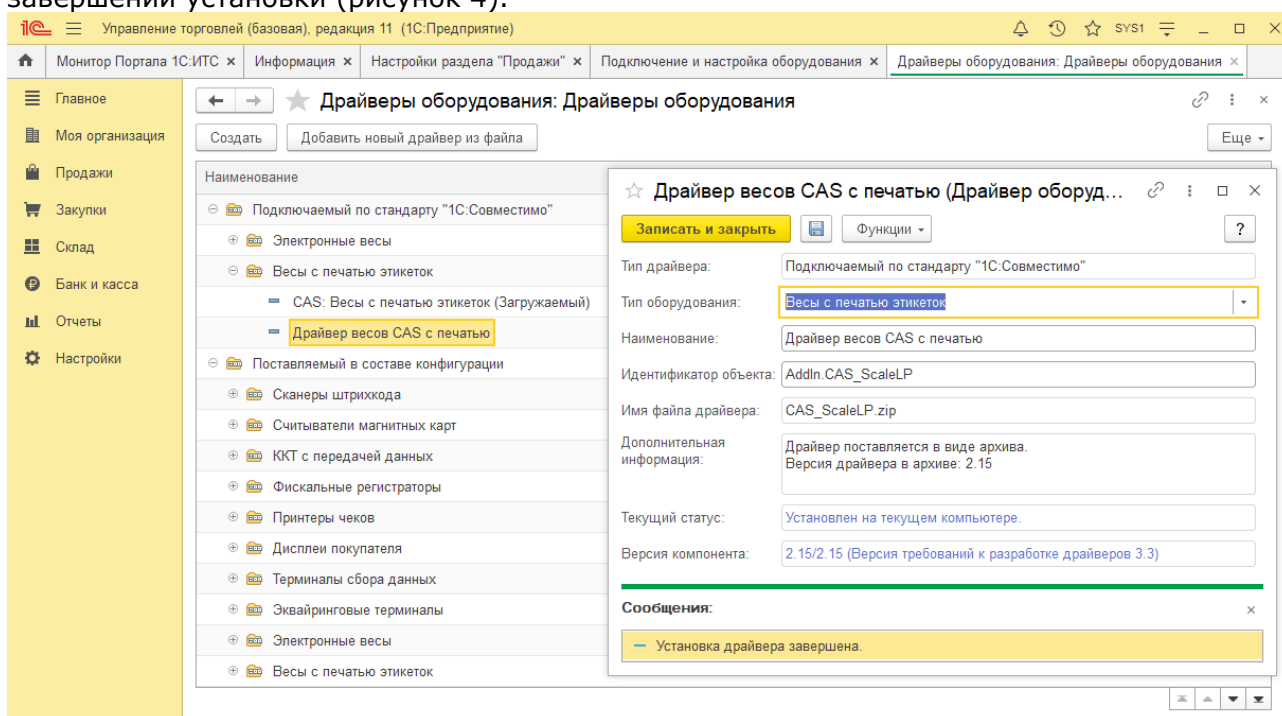 завершении установки (рисунок 4).
1С Управление торговлей (базовая), редакция 11 (1С:Предприятие) SYS1
Монитор Портала 1С:ИТС × Информация × Настройки раздела "Продажи" × Подключение и настройка оборудования × Драйверы оборудования: Драйверы оборудования ×
Главное
Моя организация
Продажи
Закупки
Склад
Банк и касса
Отчеты
Настройки
Драйверы оборудования: Драйверы оборудования
Создать Добавить новый драйвер из файла Еще
Наименование
Подключаемый по стандарту "1С:Совместимо"
Электронные весы
Весы с печатью этикеток
CAS: Весы с печатью этикеток (Загружаемый)
Драйвер весов CAS с печатью
Поставляемый в составе конфигурации
Сканеры штрихкода
Считыватели магнитных карт
ККТ с передачей данных
Фискальные регистраторы
Принтеры чеков
Дисплеи покупателя
Терминалы сбора данных
Эквайринговые терминалы
Электронные весы
Весы с печатью этикеток
Драйвер весов CAS с печатью (Драйвер оборуд...
Записать и закрыть Функции ?
Тип драйвера: Подключаемый по стандарту "1С:Совместимо"
Тип оборудования: Весы с печатью этикеток
Наименование: Драйвер весов CAS с печатью
Идентификатор объекта: AddIn.CAS_ScaleLP
Имя файла драйвера: CAS_ScaleLP.zip
Дополнительная информация: Драйвер поставляется в виде архива.
Версия драйвера в архиве: 2.15
Текущий статус: Установлен на текущем компьютере.
Версия компонента: 2.15/2.15 (Версия требований к разработке драйверов 3.3)
Сообщения:
Установка драйвера завершена.